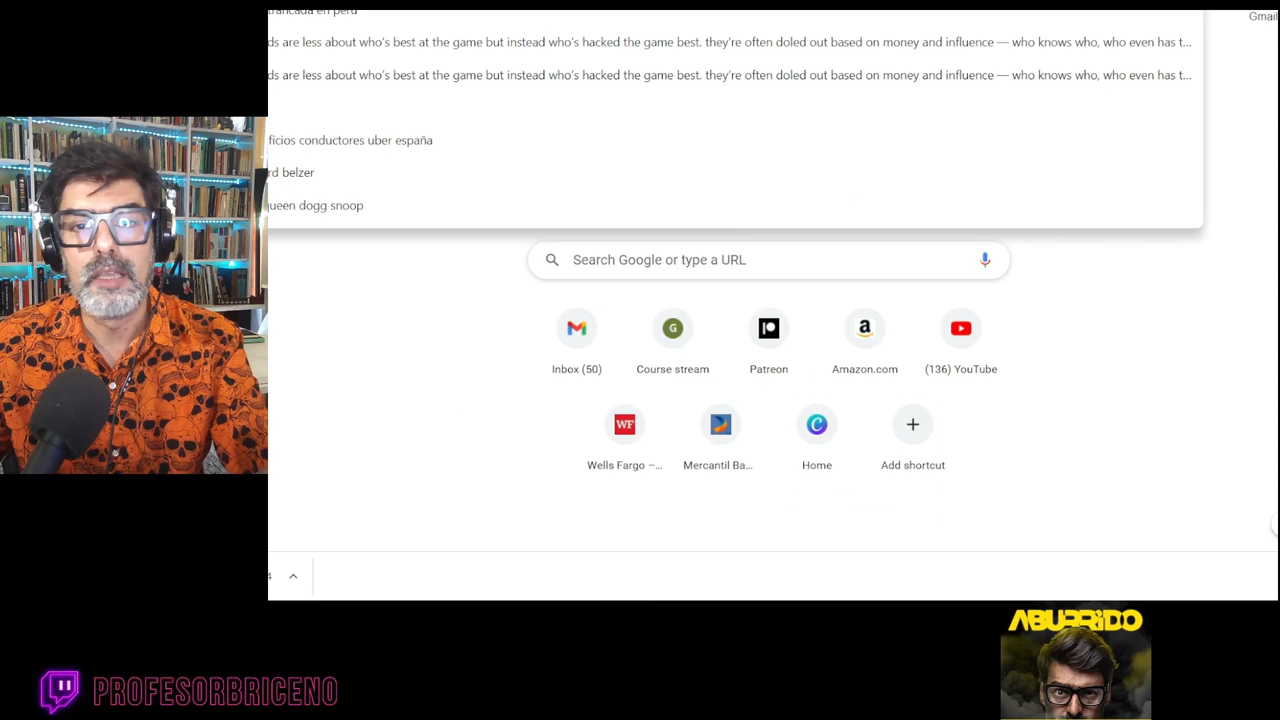 trancada en peru
Gmail
ds are less about who's best at the game but instead who's hacked the game best. they're often doled out based on money and influence — who knows who, who even has t...
ds are less about who's best at the game but instead who's hacked the game best. they're often doled out based on money and influence — who knows who, who even has t...
ficios conductores uber españa
rd belzer
ueen dogg snoop
Search Google or type a URL
G
Inbox (50)
Course stream
Patreon
Amazon.com
(136) YouTube
WF
Wells Fargo –...
Mercantil Ba...
Home
Add shortcut
4
ABURRIDO
PROFESORBRICENO